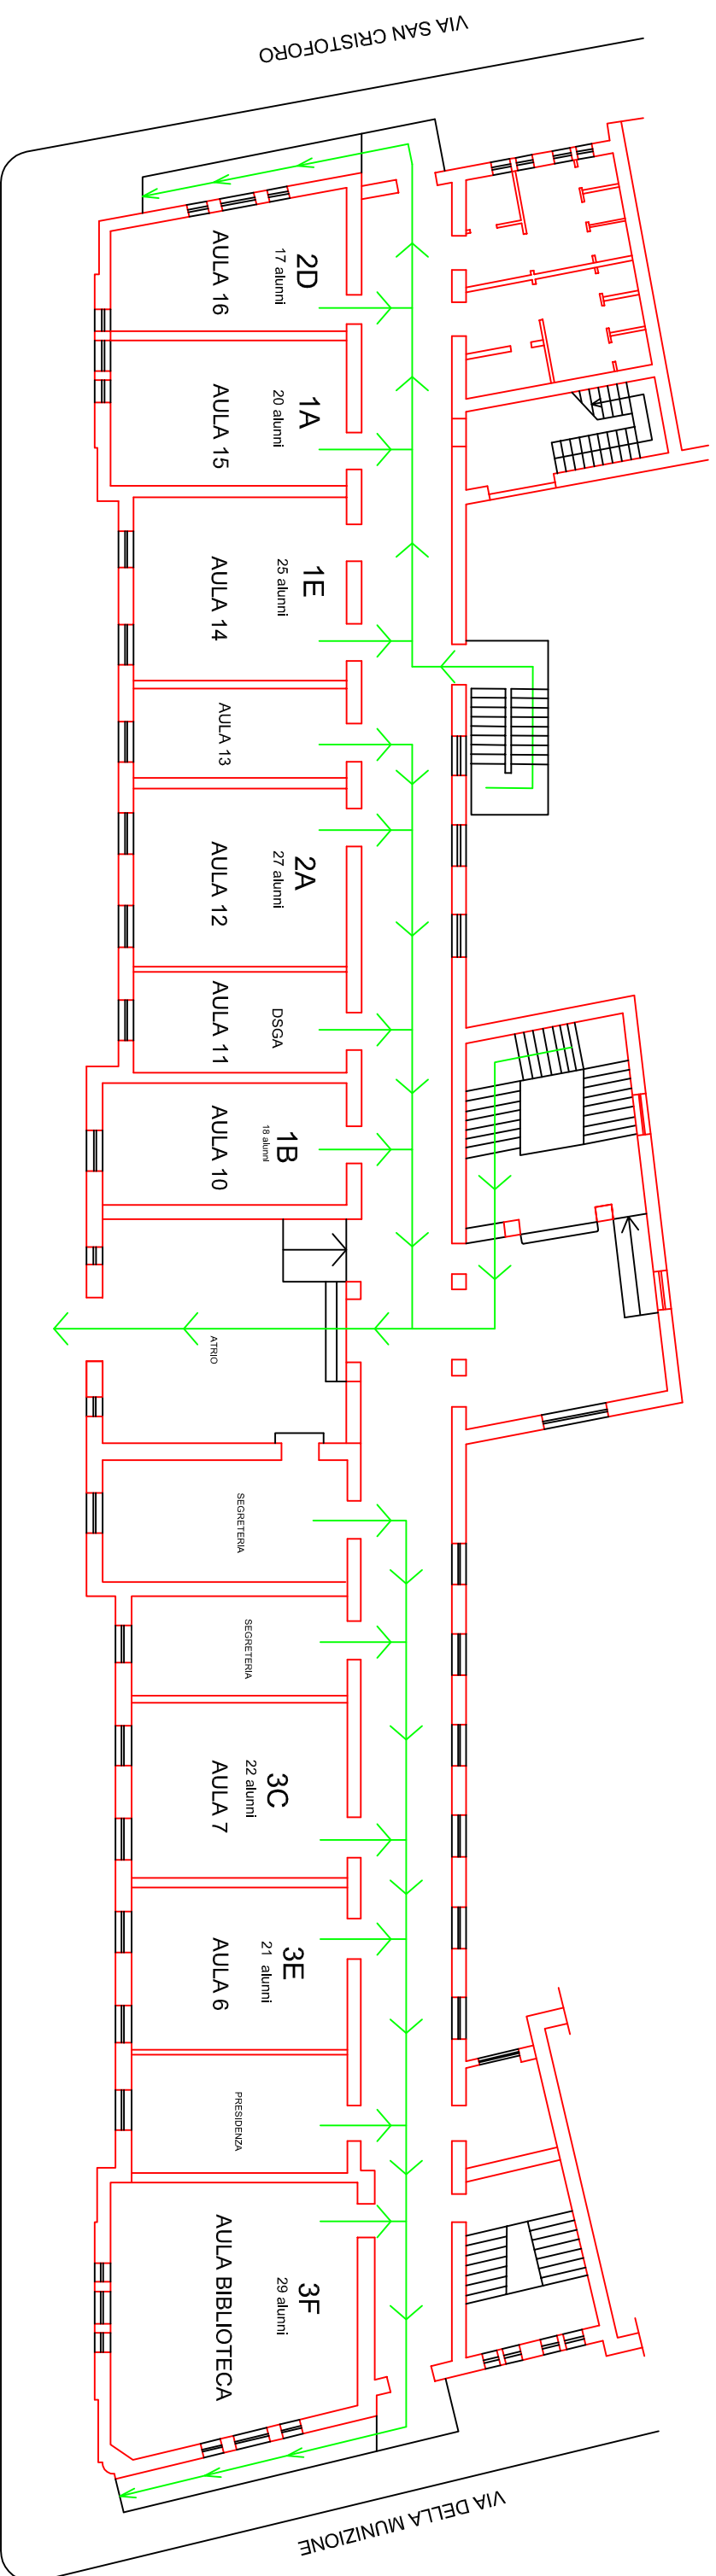 VIA SAN CRISTOFORO
2D
17 alunni
AULA 16
1A
20 alunni
AULA 15
1E
25 alunni
AULA 14
AULA 13
2A
27 alunni
AULA 12
DSGA
AULA 11
1B
18 alunni
AULA 10
ATRIO
SEGRETERIA
SEGRETERIA
3C
22 alunni
AULA 7
3E
21 alunni
AULA 6
PRESIDENZA
3F
29 alunni
AULA BIBLIOTECA
VIA DELLA MUNIZIONE